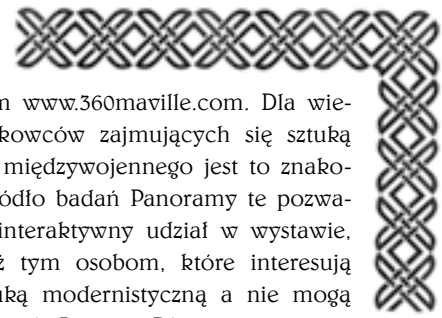 m www.360maville.com. Dla wie-
kowców zajmujących się sztuką
międzywojennego jest to znako-
ódło badań Panoramy te pozwa-
interaktywny udział w wystawie,
ż tym osobom, które interesują
uką modernistyczną a nie mogą